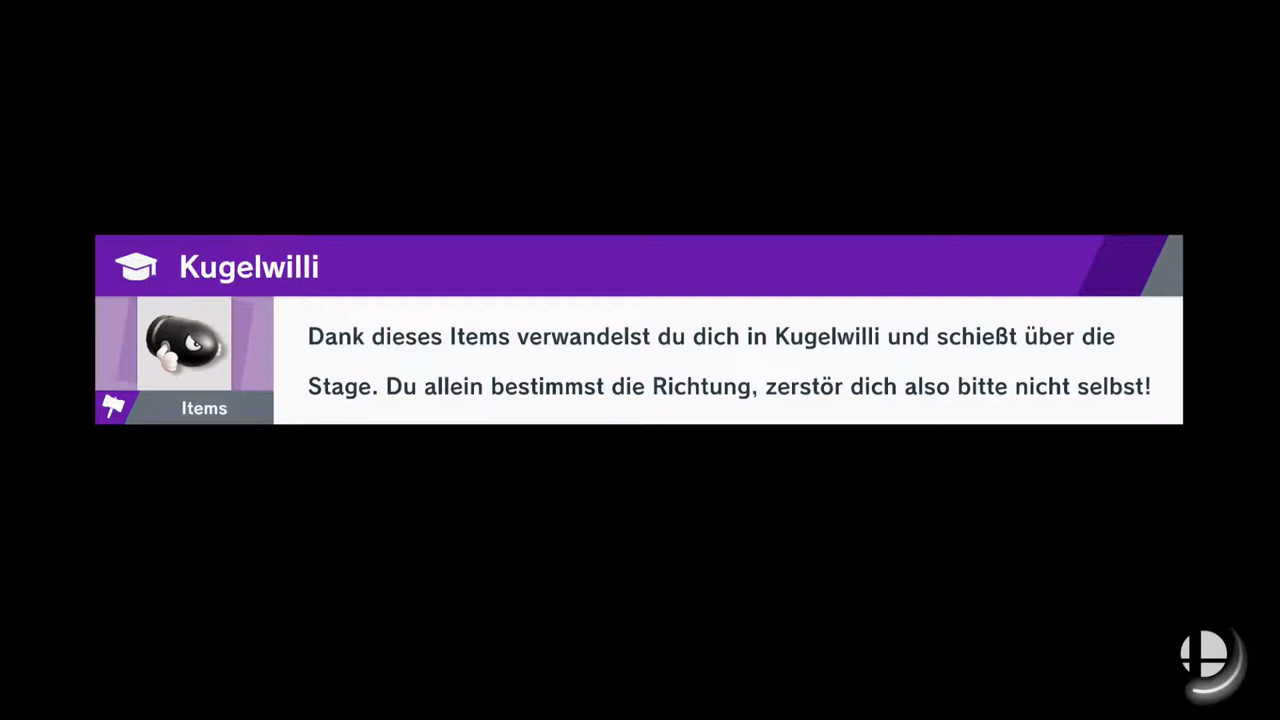 Kugelwilli
Dank dieses Items verwandelst du dich in Kugelwilli und schießt über die
Stage. Du allein bestimmst die Richtung, zerstör dich also bitte nicht selbst!
Items